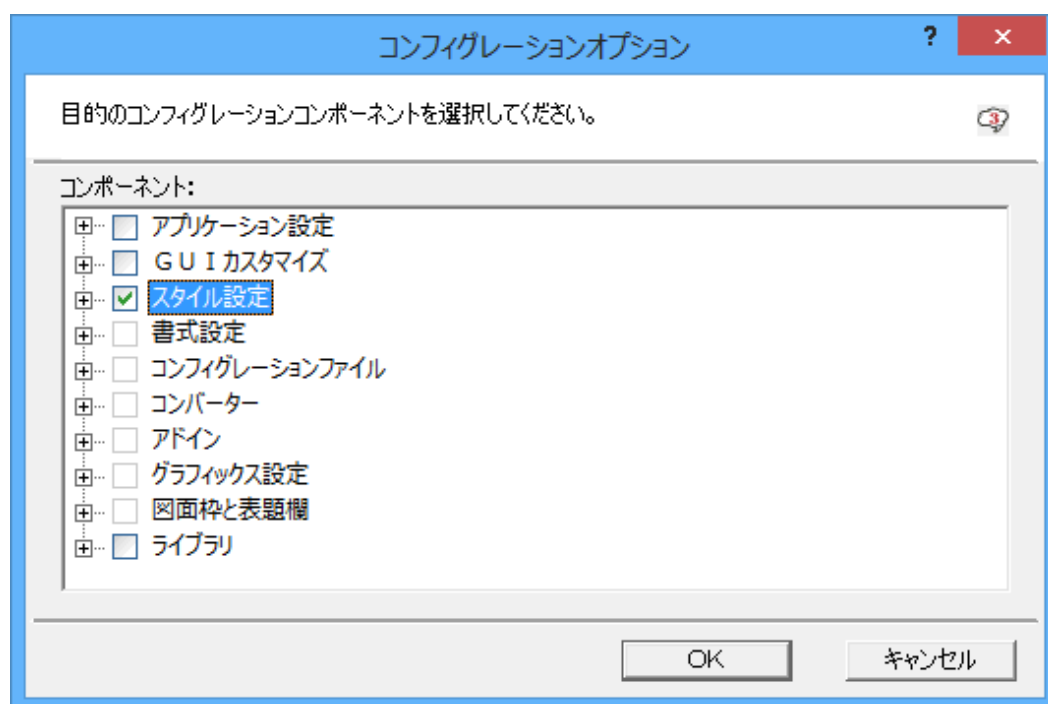 コンフィグレーションオプション
?
×
目的のコンフィグレーションコンポーネントを選択してください。
3
コンポーネント:
アプリケーション設定
ＧＵＩカスタマイズ
スタイル設定
書式設定
コンフィグレーションファイル
コンバーター
アドイン
グラフィックス設定
図面枠と表題欄
ライブラリ
OK
キャンセル